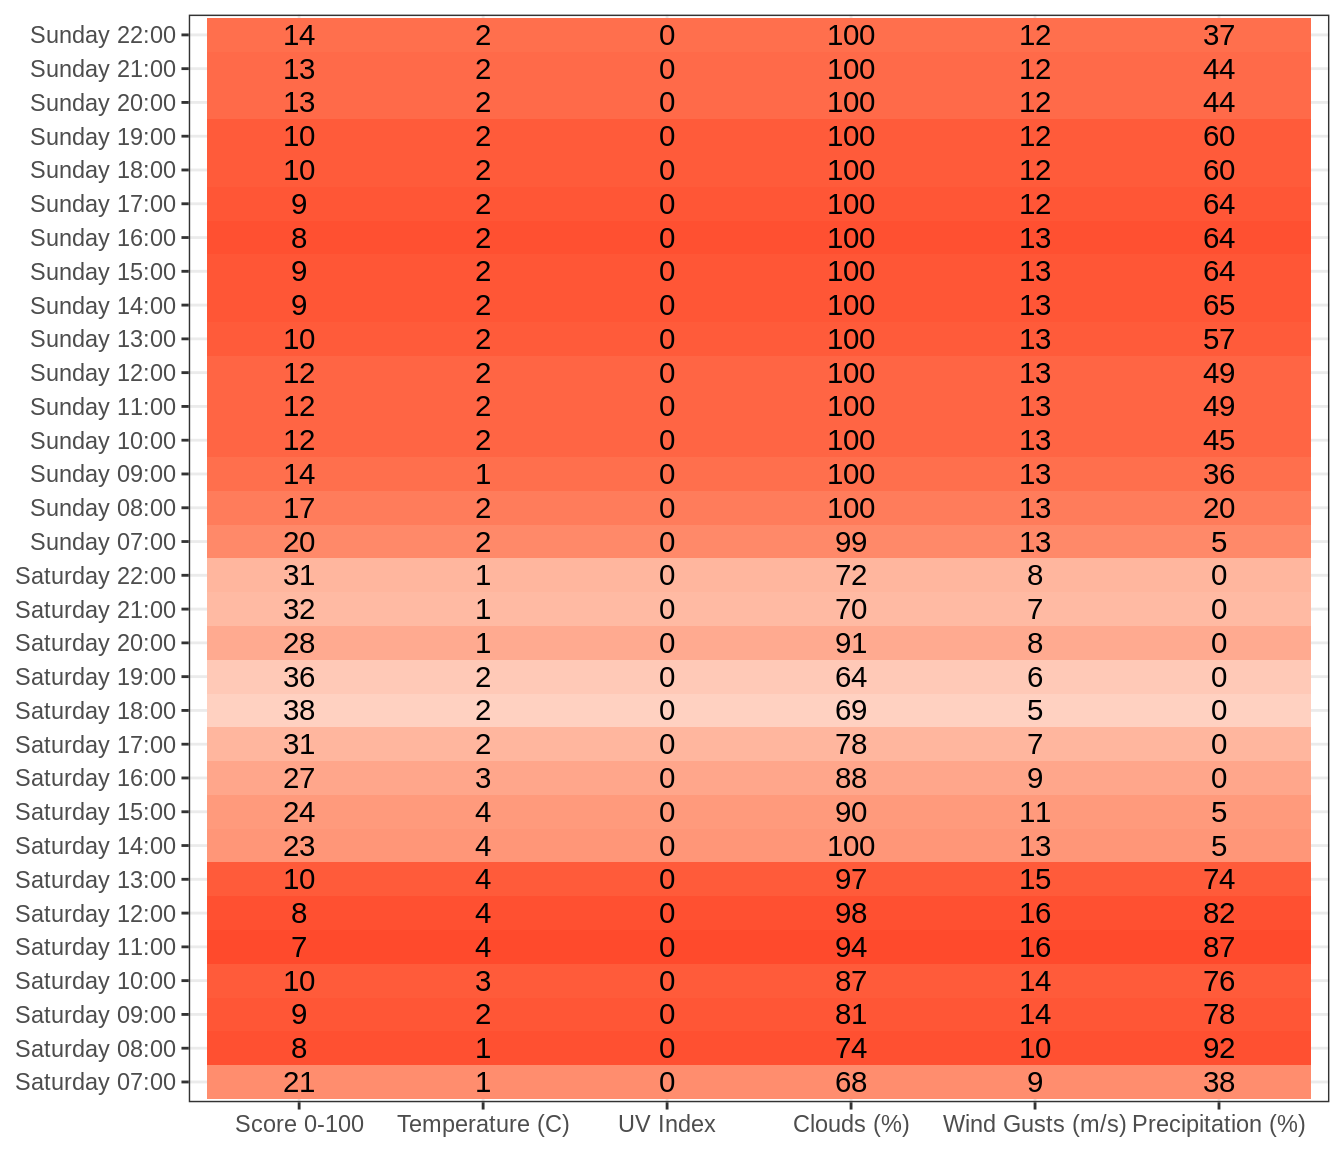 Sunday 22:00 14 2 0 100 12 37
Sunday 21:00 13 2 0 100 12 44
Sunday 20:00 13 2 0 100 12 44
Sunday 19:00 10 2 0 100 12 60
Sunday 18:00 10 2 0 100 12 60
Sunday 17:00 9 2 0 100 12 64
Sunday 16:00 8 2 0 100 13 64
Sunday 15:00 9 2 0 100 13 64
Sunday 14:00 9 2 0 100 13 65
Sunday 13:00 10 2 0 100 13 57
Sunday 12:00 12 2 0 100 13 49
Sunday 11:00 12 2 0 100 13 49
Sunday 10:00 12 2 0 100 13 45
Sunday 09:00 14 1 0 100 13 36
Sunday 08:00 17 2 0 100 13 20
Sunday 07:00 20 2 0 99 13 5
Saturday 22:00 31 1 0 72 8 0
Saturday 21:00 32 1 0 70 7 0
Saturday 20:00 28 1 0 91 8 0
Saturday 19:00 36 2 0 64 6 0
Saturday 18:00 38 2 0 69 5 0
Saturday 17:00 31 2 0 78 7 0
Saturday 16:00 27 3 0 88 9 0
Saturday 15:00 24 4 0 90 11 5
Saturday 14:00 23 4 0 100 13 5
Saturday 13:00 10 4 0 97 15 74
Saturday 12:00 8 4 0 98 16 82
Saturday 11:00 7 4 0 94 16 87
Saturday 10:00 10 3 0 87 14 76
Saturday 09:00 9 2 0 81 14 78
Saturday 08:00 8 1 0 74 10 92
Saturday 07:00 21 1 0 68 9 38
Score 0-100 Temperature (C) UV Index Clouds (%) Wind Gusts (m/s) Precipitation (%)